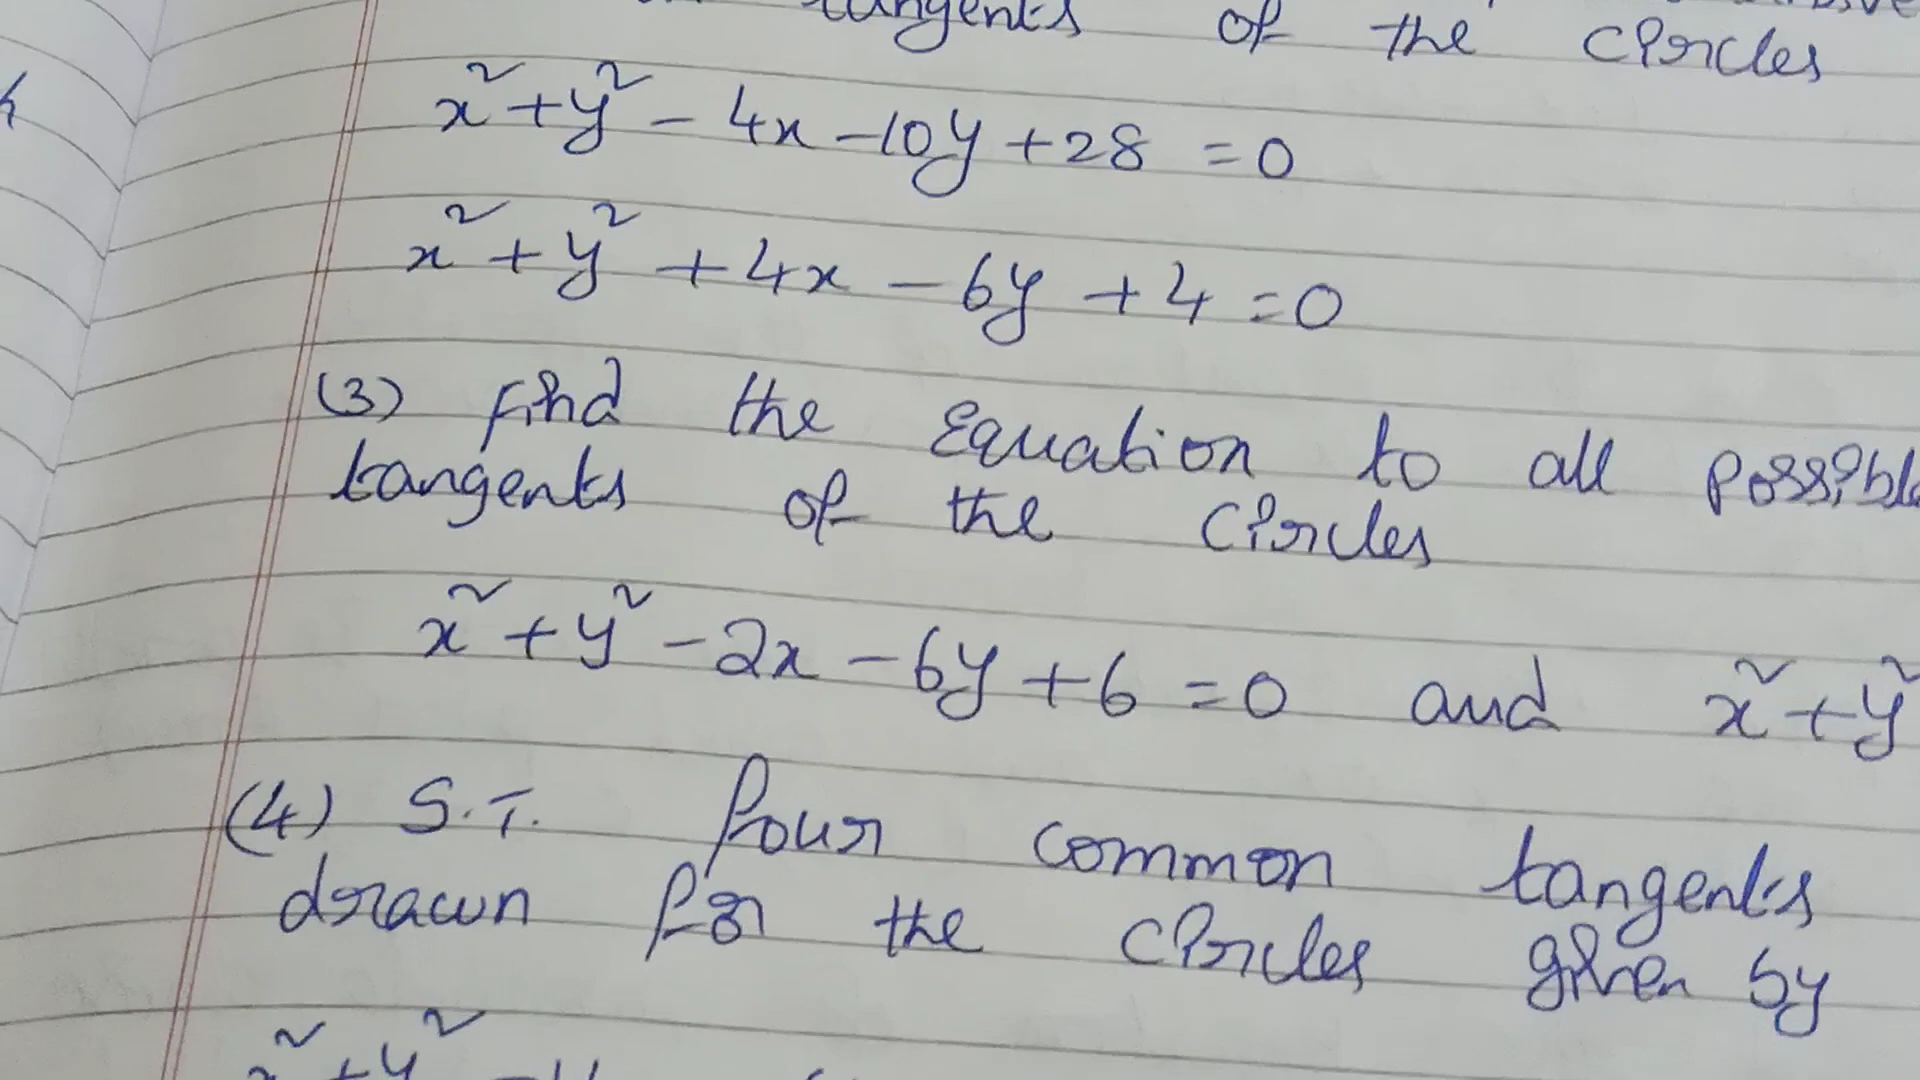 tangents of the circles
x² + y² - 4x - 10y + 28 = 0
x² + y² + 4x - 6y + 4 = 0
(3) Find the Equation to all possible
tangents of the circles
x² + y² - 2x - 6y + 6 = 0 and x² + y²
(4) S.T. four common tangents
drawn for the circles given by
x² + y²